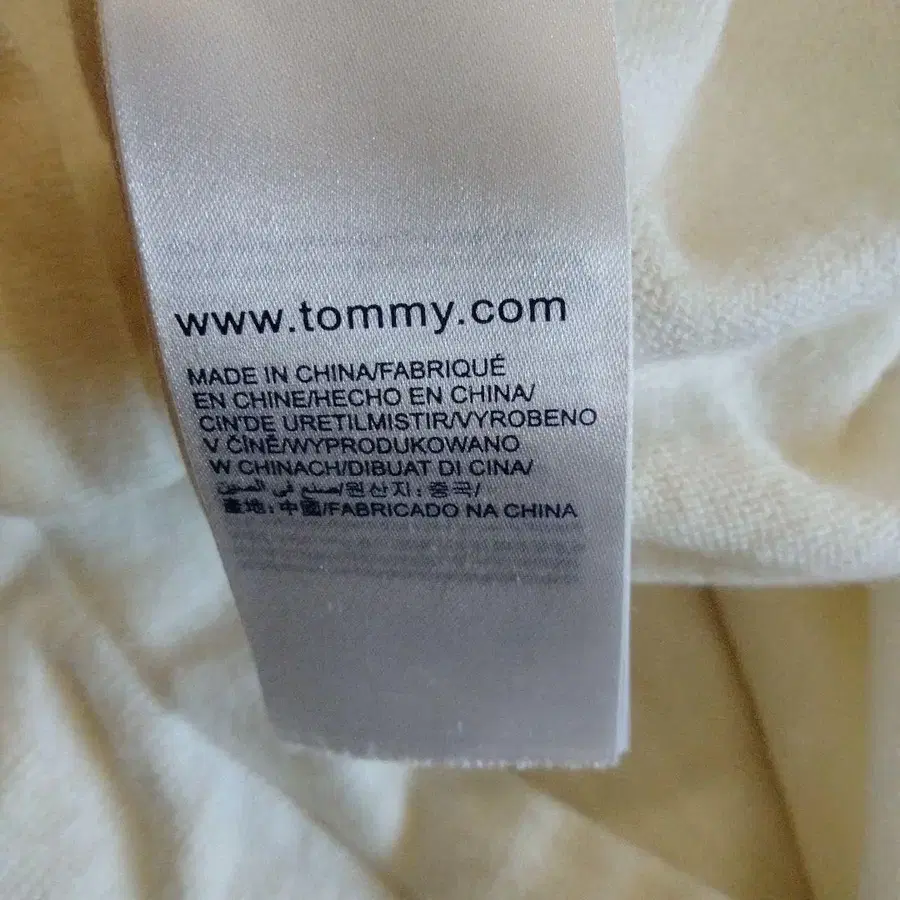 www.tommy.com
MADE IN CHINA/FABRIQUÉ
EN CHINE/HECHO EN CHINA/
CIN'DE URETILMISTIR/VYROBENO
V ČÍNĚ/WYPRODUKOWANO
W CHINACH/DIBUAT DI CINA/
صنع في الصين/원산지:중국/
產地:中國/FABRICADO NA CHINA